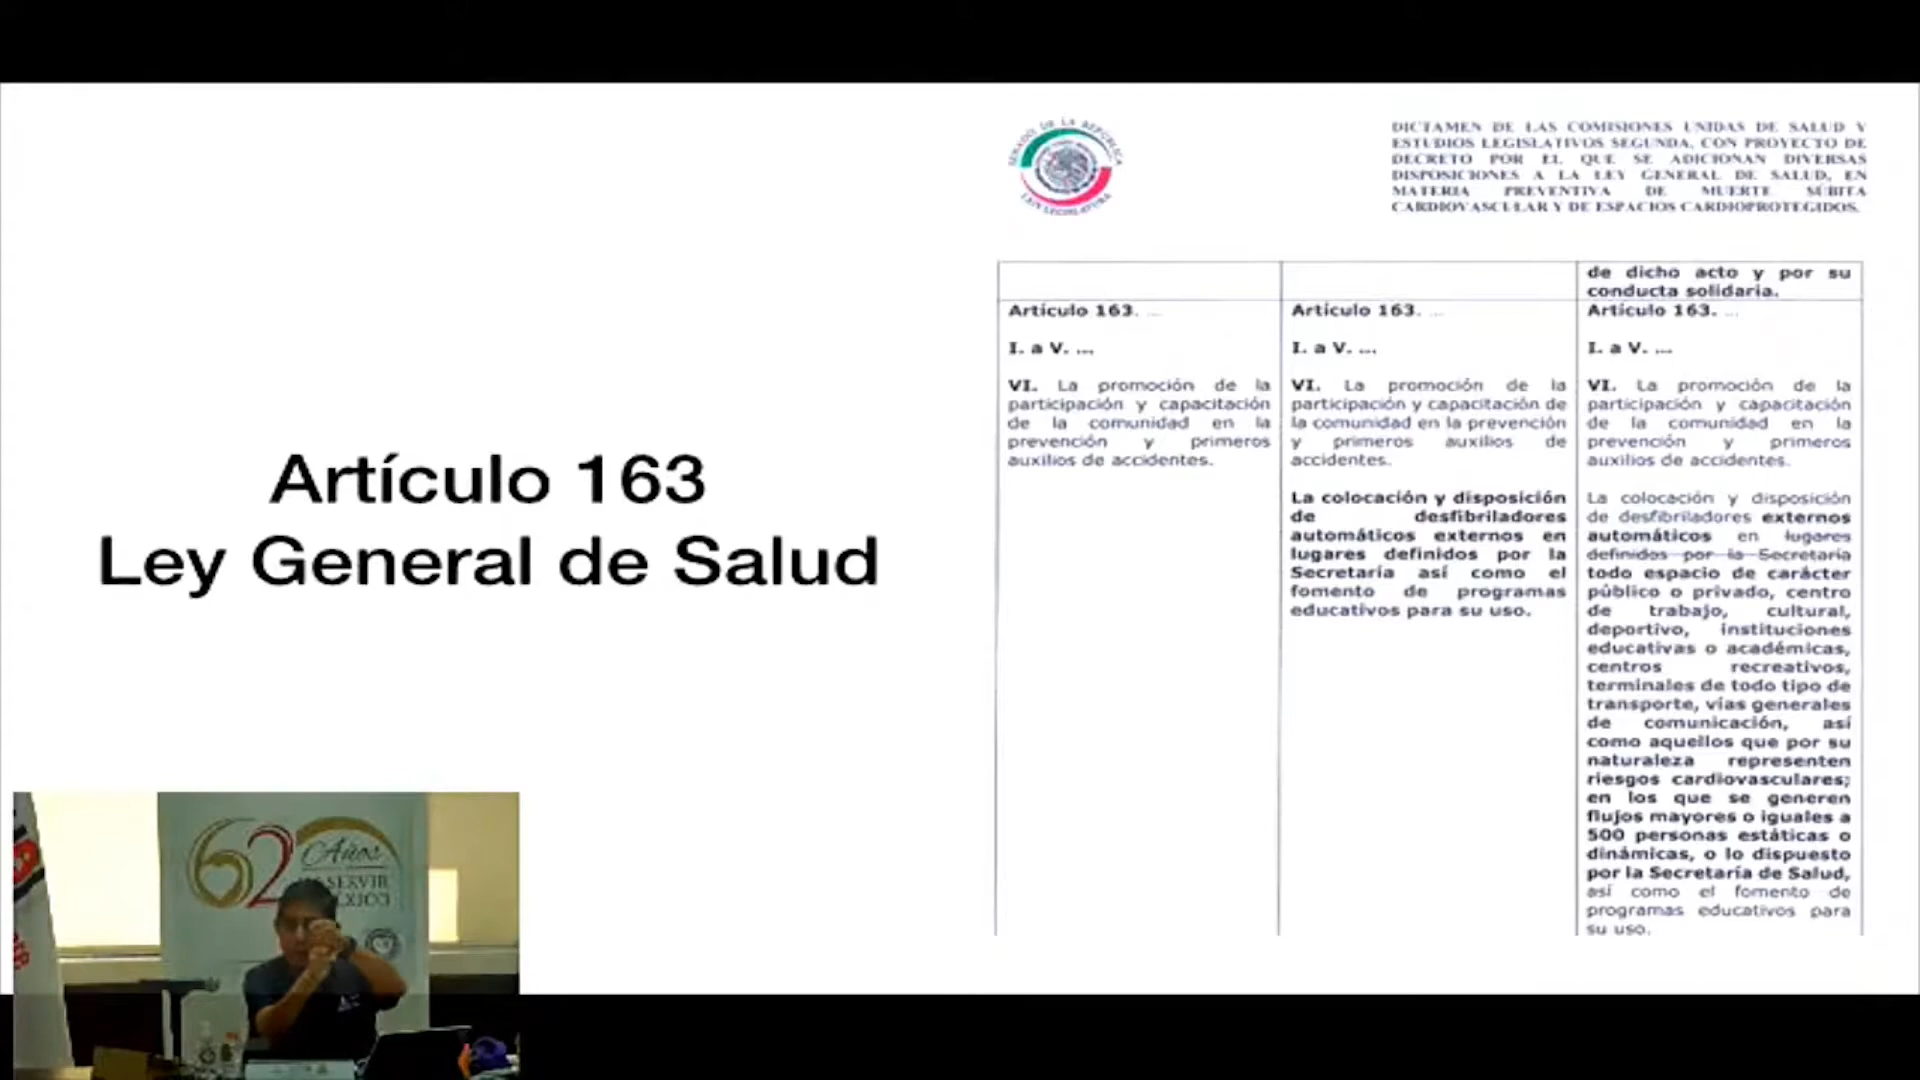 Artículo 163
Ley General de Salud
SENADO DE LA REPÚBLICA
LXIV LEGISLATURA
DICTAMEN DE LAS COMISIONES UNIDAS DE SALUD Y
ESTUDIOS LEGISLATIVOS SEGUNDA, CON PROYECTO DE
DECRETO POR EL QUE SE ADICIONAN DIVERSAS
DISPOSICIONES A LA LEY GENERAL DE SALUD, EN
MATERIA PREVENTIVA DE MUERTE SÚBITA
CARDIOVASCULAR Y DE ESPACIOS CARDIOPROTEGIDOS.
Artículo 163. ...
I. a V. ...
VI. La promoción de la
participación y capacitación
de la comunidad en la
prevención y primeros
auxilios de accidentes.
Artículo 163. ...
I. a V. ...
VI. La promoción de la
participación y capacitación de
la comunidad en la prevención
y primeros auxilios de
accidentes.
La colocación y disposición
de desfibriladores
automáticos externos en
lugares definidos por la
Secretaría así como el
fomento de programas
educativos para su uso.
de dicho acto y por su
conducta solidaria.
Artículo 163. ...
I. a V. ...
VI. La promoción de la
participación y capacitación
de la comunidad en la
prevención y primeros
auxilios de accidentes.
La colocación y disposición
de desfibriladores externos
automáticos en lugares
definidos por la Secretaría
todo espacio de carácter
público o privado, centro
de trabajo, cultural,
deportivo, instituciones
educativas o académicas,
centros recreativos,
terminales de todo tipo de
transporte, vías generales
de comunicación, así
como aquellos que por su
naturaleza representen
riesgos cardiovasculares;
en los que se generen
flujos mayores o iguales a
500 personas estáticas o
dinámicas, o lo dispuesto
por la Secretaría de Salud,
así como el fomento de
programas educativos para
su uso.
62 Años
SERVIR